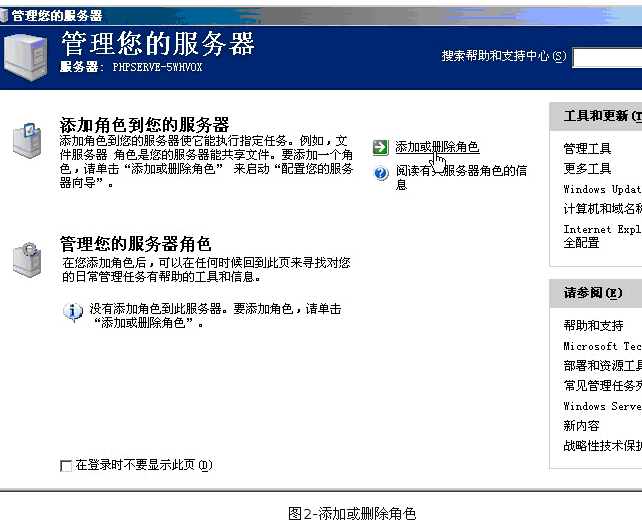 管理您的服务器
管理您的服务器
服务器: PHPSERVE-5WHVOX
搜索帮助和支持中心(S)
添加角色到您的服务器
添加角色到您的服务器使它能执行指定任务。例如，文
件服务器 角色是您的服务器能共享文件。要添加一个角
色，请单击“添加或删除角色” 来启动“配置您的服务
器向导”。
添加或删除角色
阅读有关服务器角色的信
息
管理您的服务器角色
在您添加角色后，可以在任何时候回到此页来寻找对您
的日常管理任务有帮助的工具和信息。
没有添加角色到此服务器。要添加角色，请单击
“添加或删除角色”。
工具和更新(T
管理工具
更多工具
Windows Updat
计算机和域名称
Internet Expl
全配置
请参阅(E)
帮助和支持
Microsoft Tec
部署和资源工具
常见管理任务列
Windows Serve
新内容
战略性技术保护
在登录时不要显示此页(D)
图2-添加或删除角色